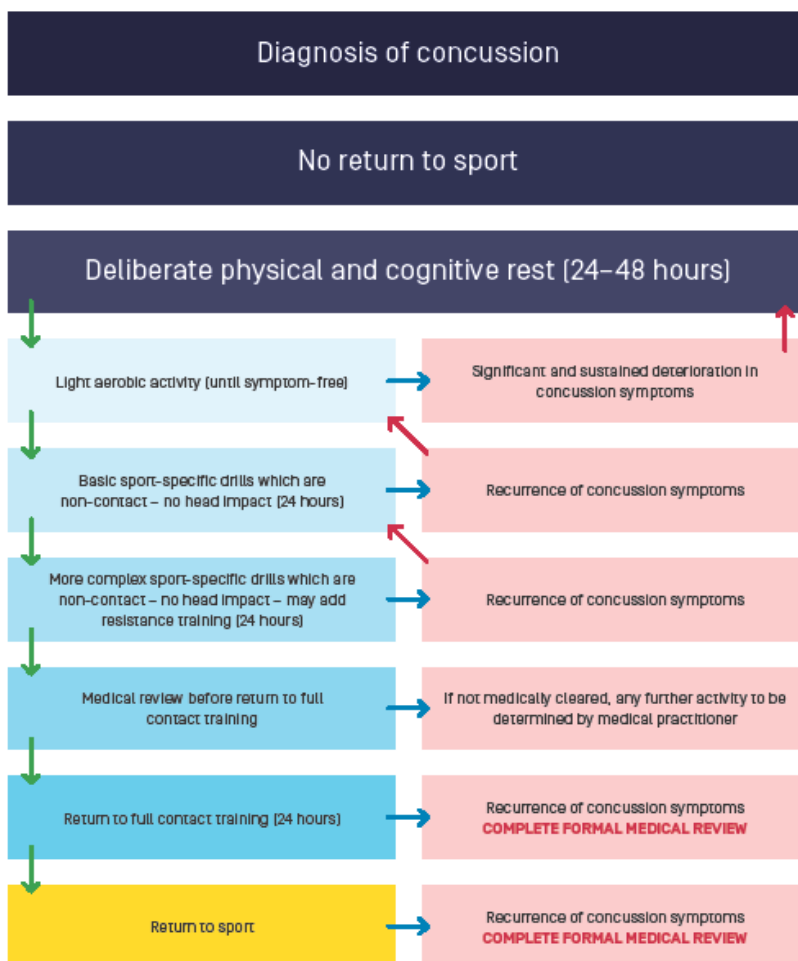 Diagnosis of concussion
No return to sport
Deliberate physical and cognitive rest (24–48 hours)
Light aerobic activity (until symptom-free)
Significant and sustained deterioration in
concussion symptoms
Basic sport-specific drills which are
non-contact – no head impact (24 hours)
Recurrence of concussion symptoms
More complex sport-specific drills which are
non-contact – no head impact – may add
resistance training (24 hours)
Recurrence of concussion symptoms
Medical review before return to full
contact training
If not medically cleared, any further activity to be
determined by medical practitioner
Return to full contact training (24 hours)
Recurrence of concussion symptoms
COMPLETE FORMAL MEDICAL REVIEW
Return to sport
Recurrence of concussion symptoms
COMPLETE FORMAL MEDICAL REVIEW